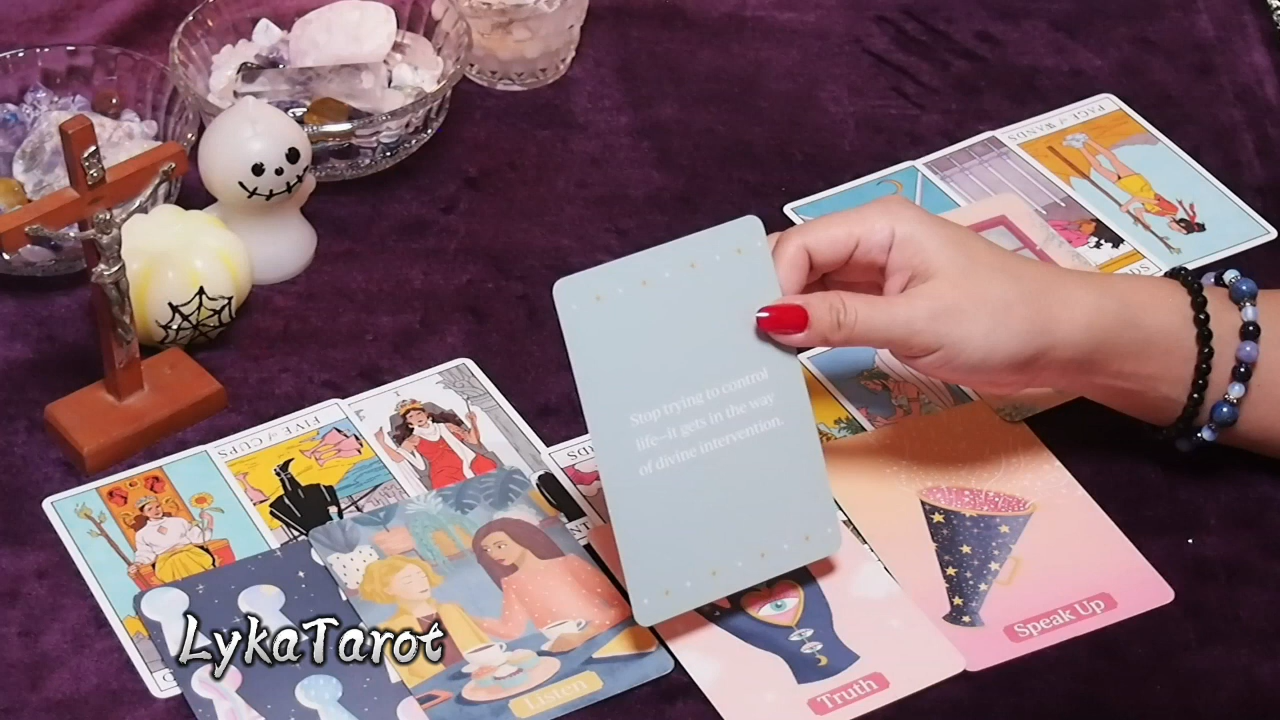 PAGE of WANDS
Stop trying to control
life—it gets in the way
of divine intervention.
FIVE of CUPS
I
Speak Up
LykaTarot
Listen
Truth